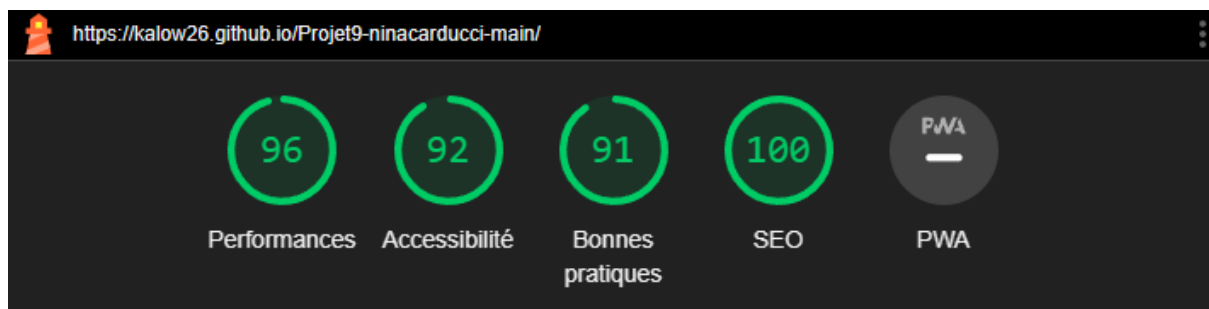 https://kalow26.github.io/Projet9-ninacarducci-main/
96 92 91 100 PWA
Performances Accessibilité Bonnes pratiques SEO PWA